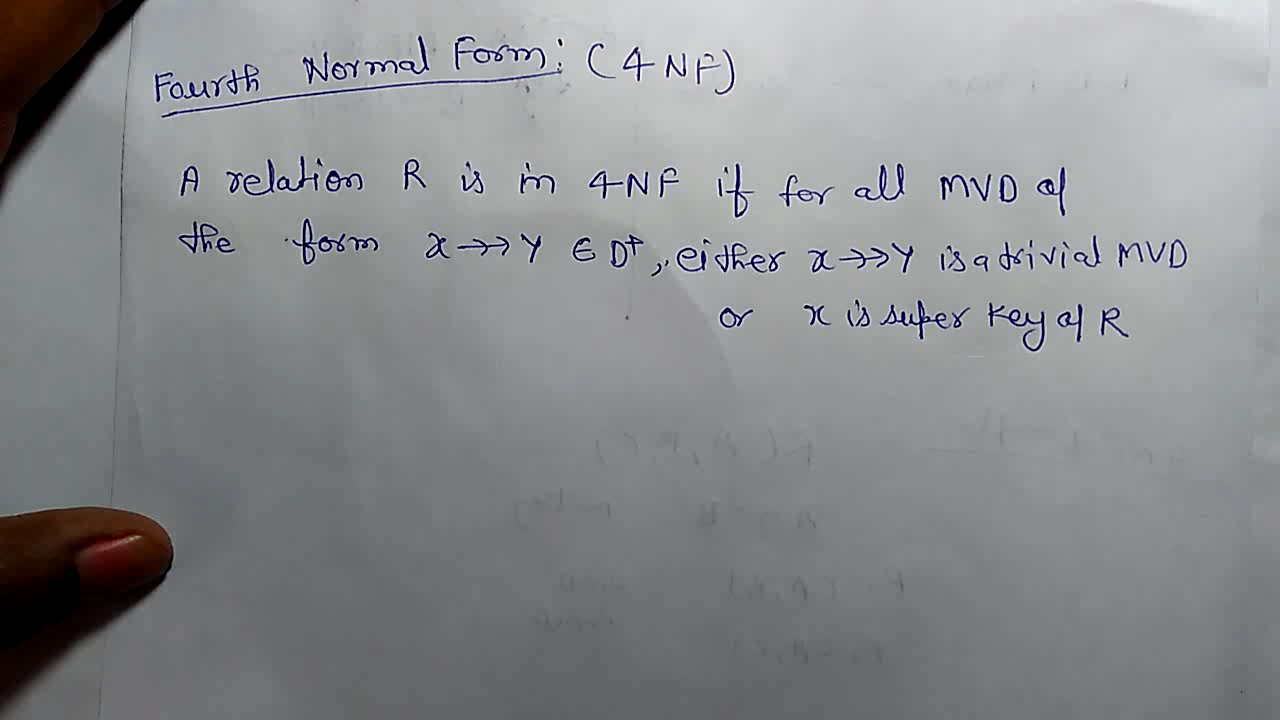 Fourth Normal Form: (4NF)
A relation R is in 4NF if for all MVD of
the form x →→ Y ∈ D⁺, either x →→ Y is a trivial MVD
or x is super key of R